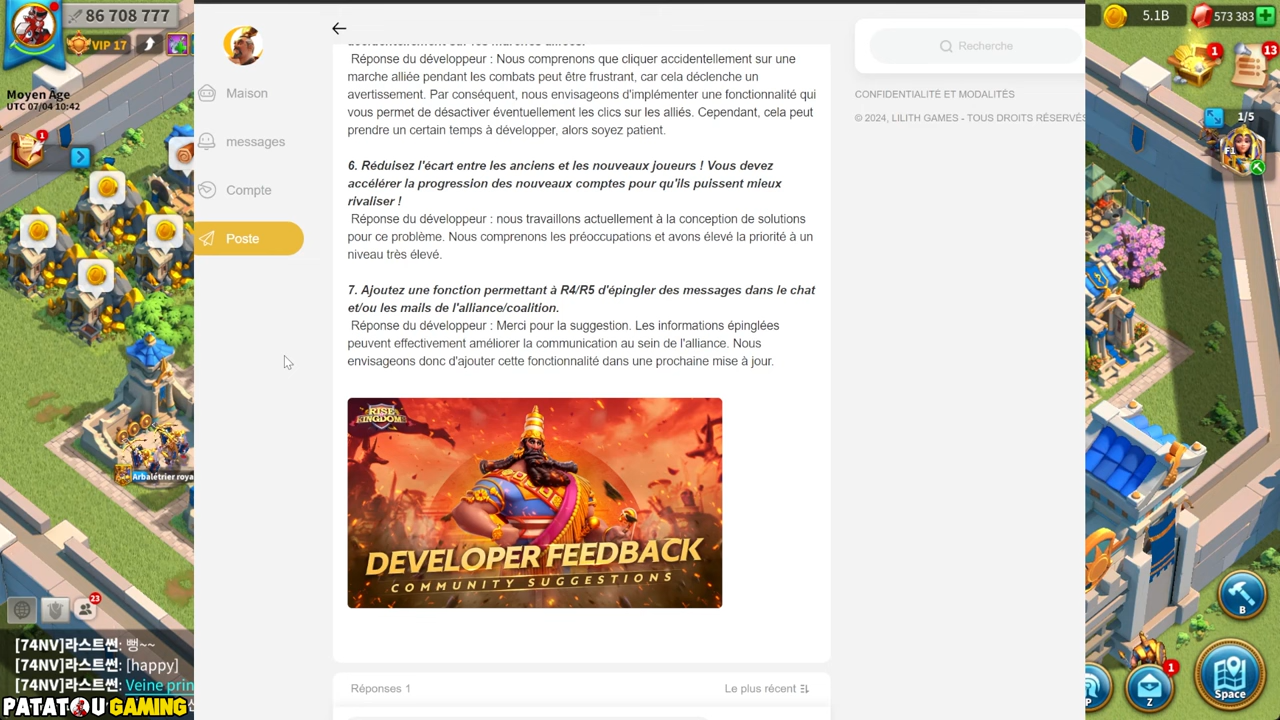 86 708 777
VIP 17
Moyen Âge
UTC 07/04 10:42
1
Arbalétrier roya
23
[74NV]라스트썬: 뻥~~
[74NV]라스트썬: [happy]
[74NV]라스트썬: Veine prin
PATATOU GAMING
Maison
messages
Compte
Poste
Réponse du développeur : Nous comprenons que cliquer accidentellement sur une
marche alliée pendant les combats peut être frustrant, car cela déclenche un
avertissement. Par conséquent, nous envisageons d'implémenter une fonctionnalité qui
vous permet de désactiver éventuellement les clics sur les alliés. Cependant, cela peut
prendre un certain temps à développer, alors soyez patient.
6. Réduisez l'écart entre les anciens et les nouveaux joueurs ! Vous devez
accélérer la progression des nouveaux comptes pour qu'ils puissent mieux
rivaliser !
Réponse du développeur : nous travaillons actuellement à la conception de solutions
pour ce problème. Nous comprenons les préoccupations et avons élevé la priorité à un
niveau très élevé.
7. Ajoutez une fonction permettant à R4/R5 d'épingler des messages dans le chat
et/ou les mails de l'alliance/coalition.
Réponse du développeur : Merci pour la suggestion. Les informations épinglées
peuvent effectivement améliorer la communication au sein de l'alliance. Nous
envisageons donc d'ajouter cette fonctionnalité dans une prochaine mise à jour.
RISE OF KINGDOMS
DEVELOPER FEEDBACK
COMMUNITY SUGGESTIONS
Réponses 1
Le plus récent
Recherche
CONFIDENTIALITÉ ET MODALITÉS
© 2024, LILITH GAMES - TOUS DROITS RÉSERVÉS
5.1B
573 383
1
13
1/5
F1
B
1
Z
Space